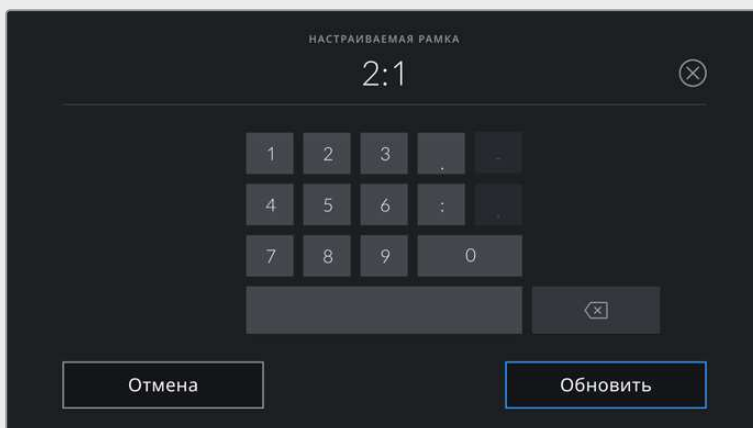 НАСТРАИВАЕМАЯ РАМКА
2:1
1 2 3 . -
4 5 6 : ,
7 8 9 0
Отмена Обновить